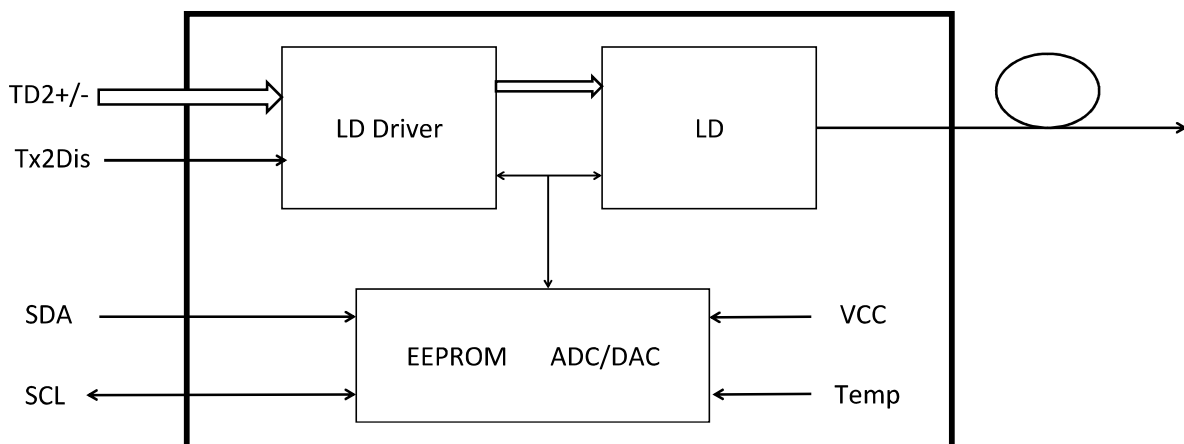 TD2+/-
LD Driver
LD
Tx2Dis
SDA
VCC
EEPROM ADC/DAC
SCL
Temp